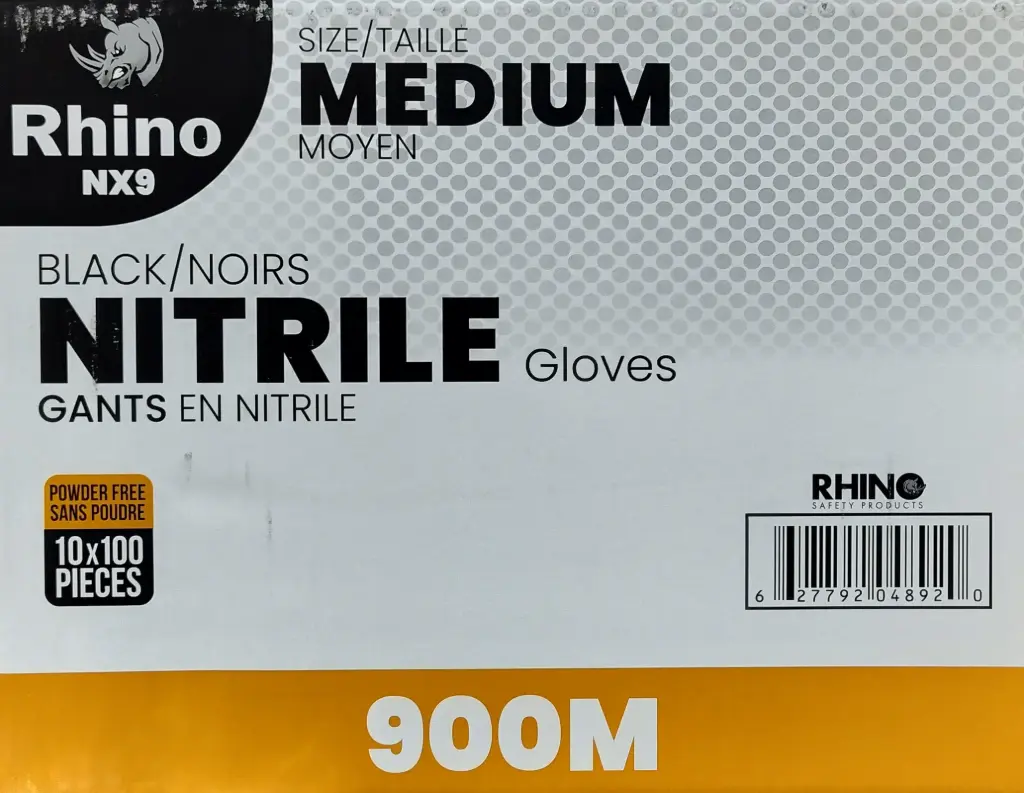 Rhino
NX9
SIZE/TAILLE
MEDIUM
MOYEN
BLACK/NOIRS
NITRILE Gloves
GANTS EN NITRILE
POWDER FREE
SANS POUDRE
10x100
PIECES
RHINO
SAFETY PRODUCTS
6 27792 04892 0
900M